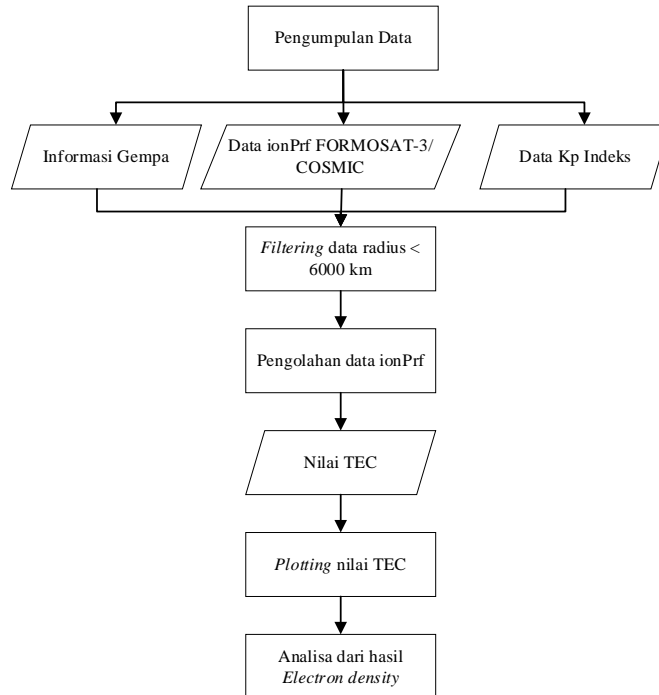 Pengumpulan Data
Informasi Gempa
Data ionPrf FORMOSAT-3/
COSMIC
Data Kp Indeks
Filtering data radius <
6000 km
Pengolahan data ionPrf
Nilai TEC
Plotting nilai TEC
Analisa dari hasil
Electron density